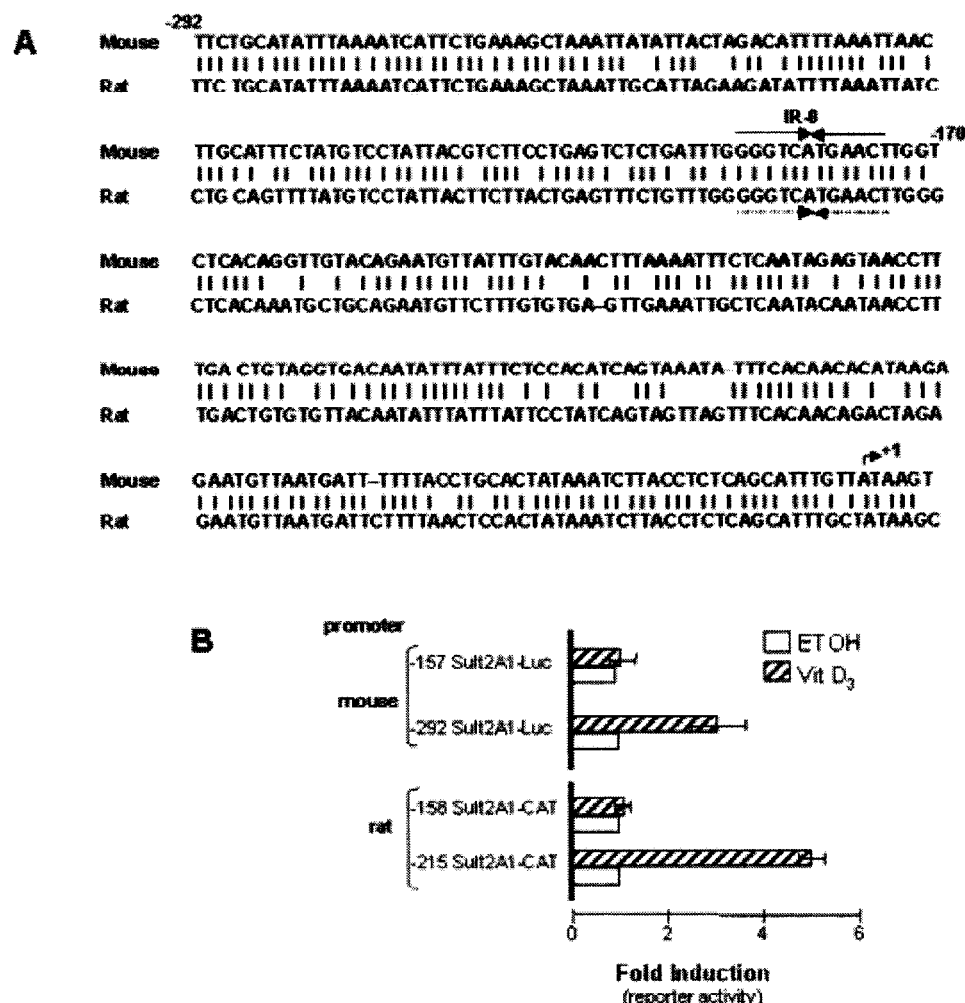 A
-292
Mouse TTCTGCATATTTAAAATCATTCTGAAAGCTAAATTATATTACTAGACATTTTAAATTAAC
Rat TTC TGCATATTTAAAATCATTCTGAAAGCTAAATTGCATTAGAAGATATTTTAAATTATC
IR-0
-170
Mouse TTGCATTTCTATGTCCTATTACGTCTTCCTGAGTCTCTGATTTGGGGTCATGAACTTGGT
Rat CTG CAGTTTTATGTCCTATTACTTCTTACTGAGTTTCTGTTTGGGGGTCATGAACTTGGG
Mouse CTCACAGGTTGTACAGAATGTTATTTGTACAACTTTAAAATTTCTCAATAGAGTAACCTT
Rat CTCACAAATGCTGCAGAATGTTCTTTGTGTGA–GTTGAAATTGCTCAATACAATAACCTT
Mouse TGA CTGTAGGTGACAATATTTATTTCTCCACATCAGTAAATA-TTTCACAACACATAAGA
Rat TGACTGTGTGTTACAATATTTATTTATTCCTATCAGTAGTTAGTTTCACAACAGACTAGA
+1
Mouse GAATGTTAATGATT–TTTTACCTGCACTATAAATCTTACCTCTCAGCATTTGTTATAAGT
Rat GAATGTTAATGATTCTTTTAACTCCACTATAAATCTTACCTCTCAGCATTTGCTATAAGC
B
promoter
mouse
-157 Sult2A1-Luc
-292 Sult2A1-Luc
rat
-158 Sult2A1-CAT
-215 Sult2A1-CAT
ETOH
Vit D3
0 2 4 6
Fold Induction
(reporter activity)